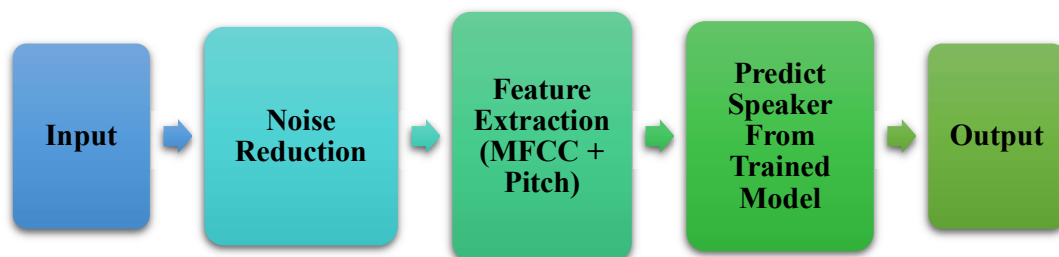 Input
Noise
Reduction
Feature
Extraction
(MFCC +
Pitch)
Predict
Speaker
From
Trained
Model
Output